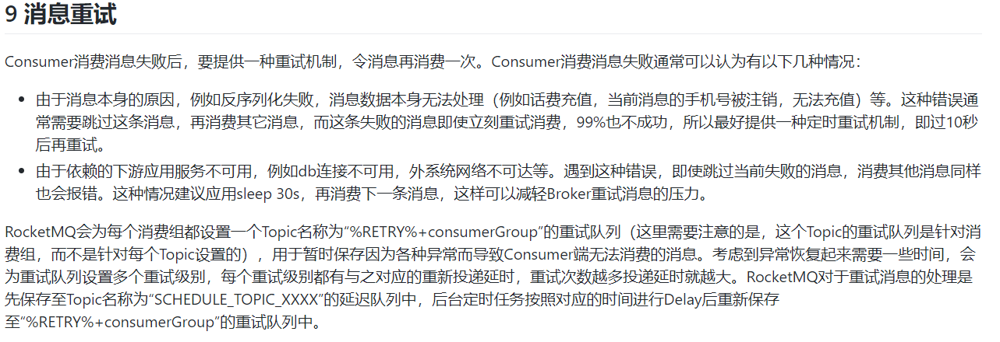 9 消息重试
Consumer消费消息失败后，要提供一种重试机制，令消息再消费一次。Consumer消费消息失败通常可以认为有以下几种情况：
由于消息本身的原因，例如反序列化失败，消息数据本身无法处理（例如话费充值，当前消息的手机号被注销，无法充值）等。这种错误通
常需要跳过这条消息，再消费其它消息，而这条失败的消息即使立刻重试消费，99%也不成功，所以最好提供一种定时重试机制，即过10秒
后再重试。
由于依赖的下游应用服务不可用，例如db连接不可用，外系统网络不可达等。遇到这种错误，即使跳过当前失败的消息，消费其他消息同样
也会报错。这种情况建议应用sleep 30s，再消费下一条消息，这样可以减轻Broker重试消息的压力。
RocketMQ会为每个消费组都设置一个Topic名称为“%RETRY%+consumerGroup”的重试队列（这里需要注意的是，这个Topic的重试队列是针对消
费组，而不是针对每个Topic设置的），用于暂时保存因为各种异常而导致Consumer端无法消费的消息。考虑到异常恢复起来需要一些时间，会
为重试队列设置多个重试级别，每个重试级别都有与之对应的重新投递延时，重试次数越多投递延时就越大。RocketMQ对于重试消息的处理是
先保存至Topic名称为“SCHEDULE_TOPIC_XXXX”的延迟队列中，后台定时任务按照对应的时间进行Delay后重新保存
至“%RETRY%+consumerGroup”的重试队列中。